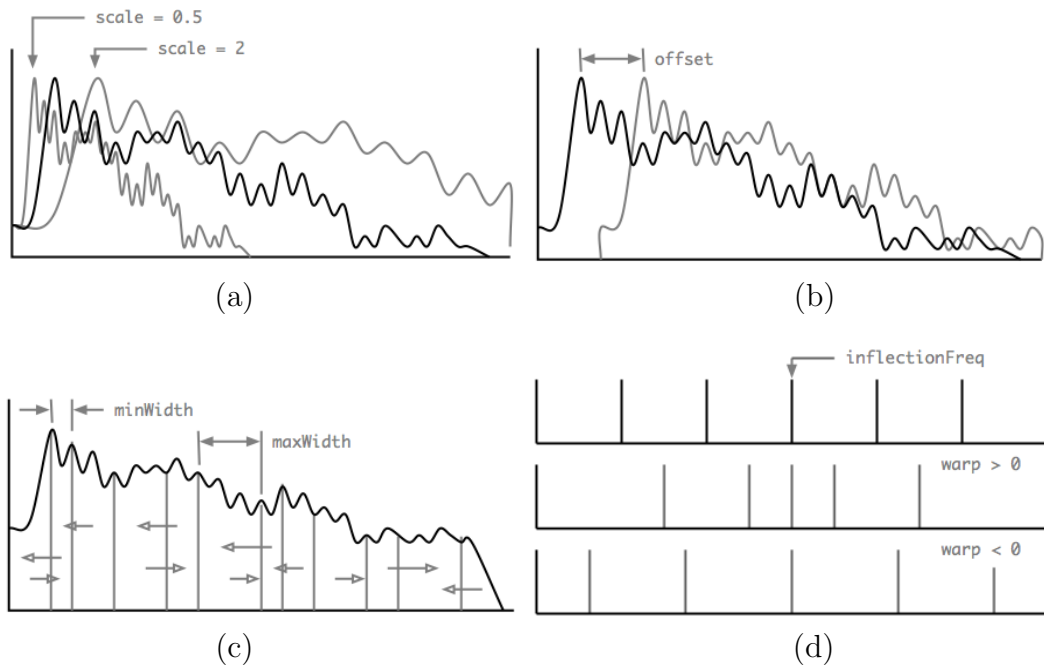 scale = 0.5
scale = 2
offset
(a)
(b)
minWidth
maxWidth
inflectionFreq
warp > 0
warp < 0
(c)
(d)